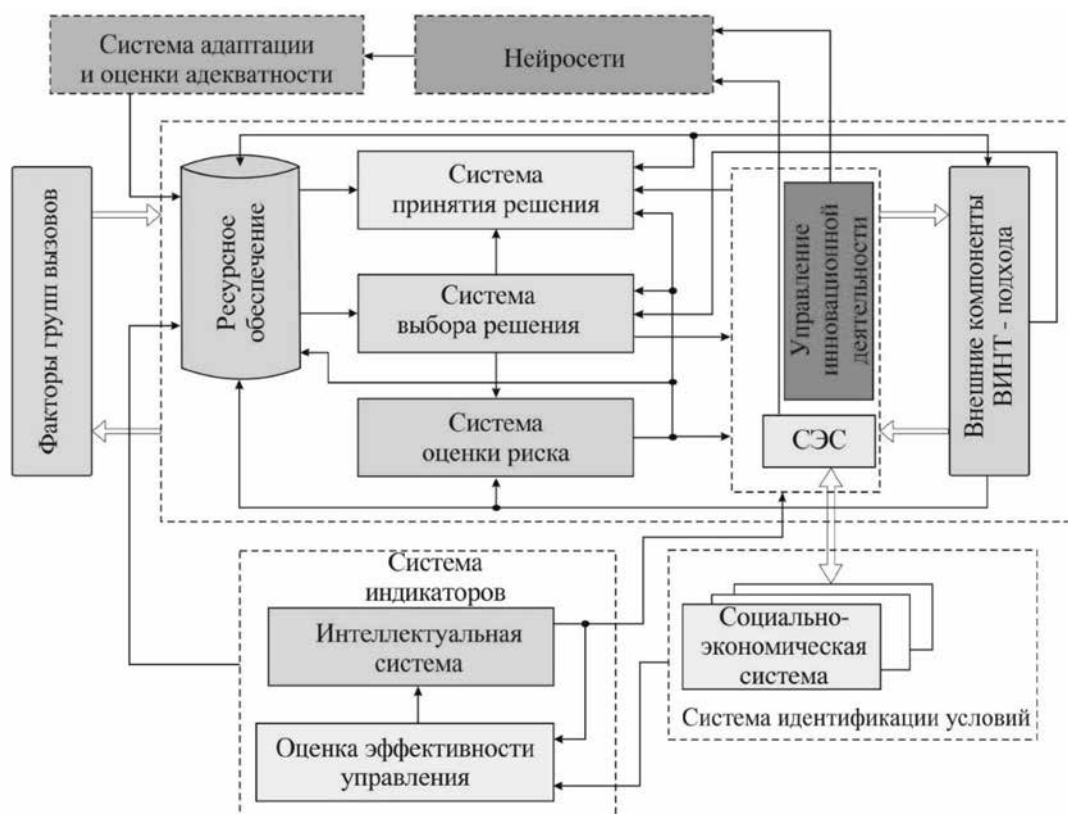 Система адаптации
и оценки адекватности
Нейросети
Факторы групп вызовов
Ресурсное
обеспечение
Система
принятия решения
Система
выбора решения
Система
оценки риска
Управление
инновационной
деятельности
СЭС
Внешние компоненты
ВИНТ - подхода
Система
индикаторов
Интеллектуальная
система
Оценка эффективности
управления
Социально-
экономическая
система
Система идентификации условий